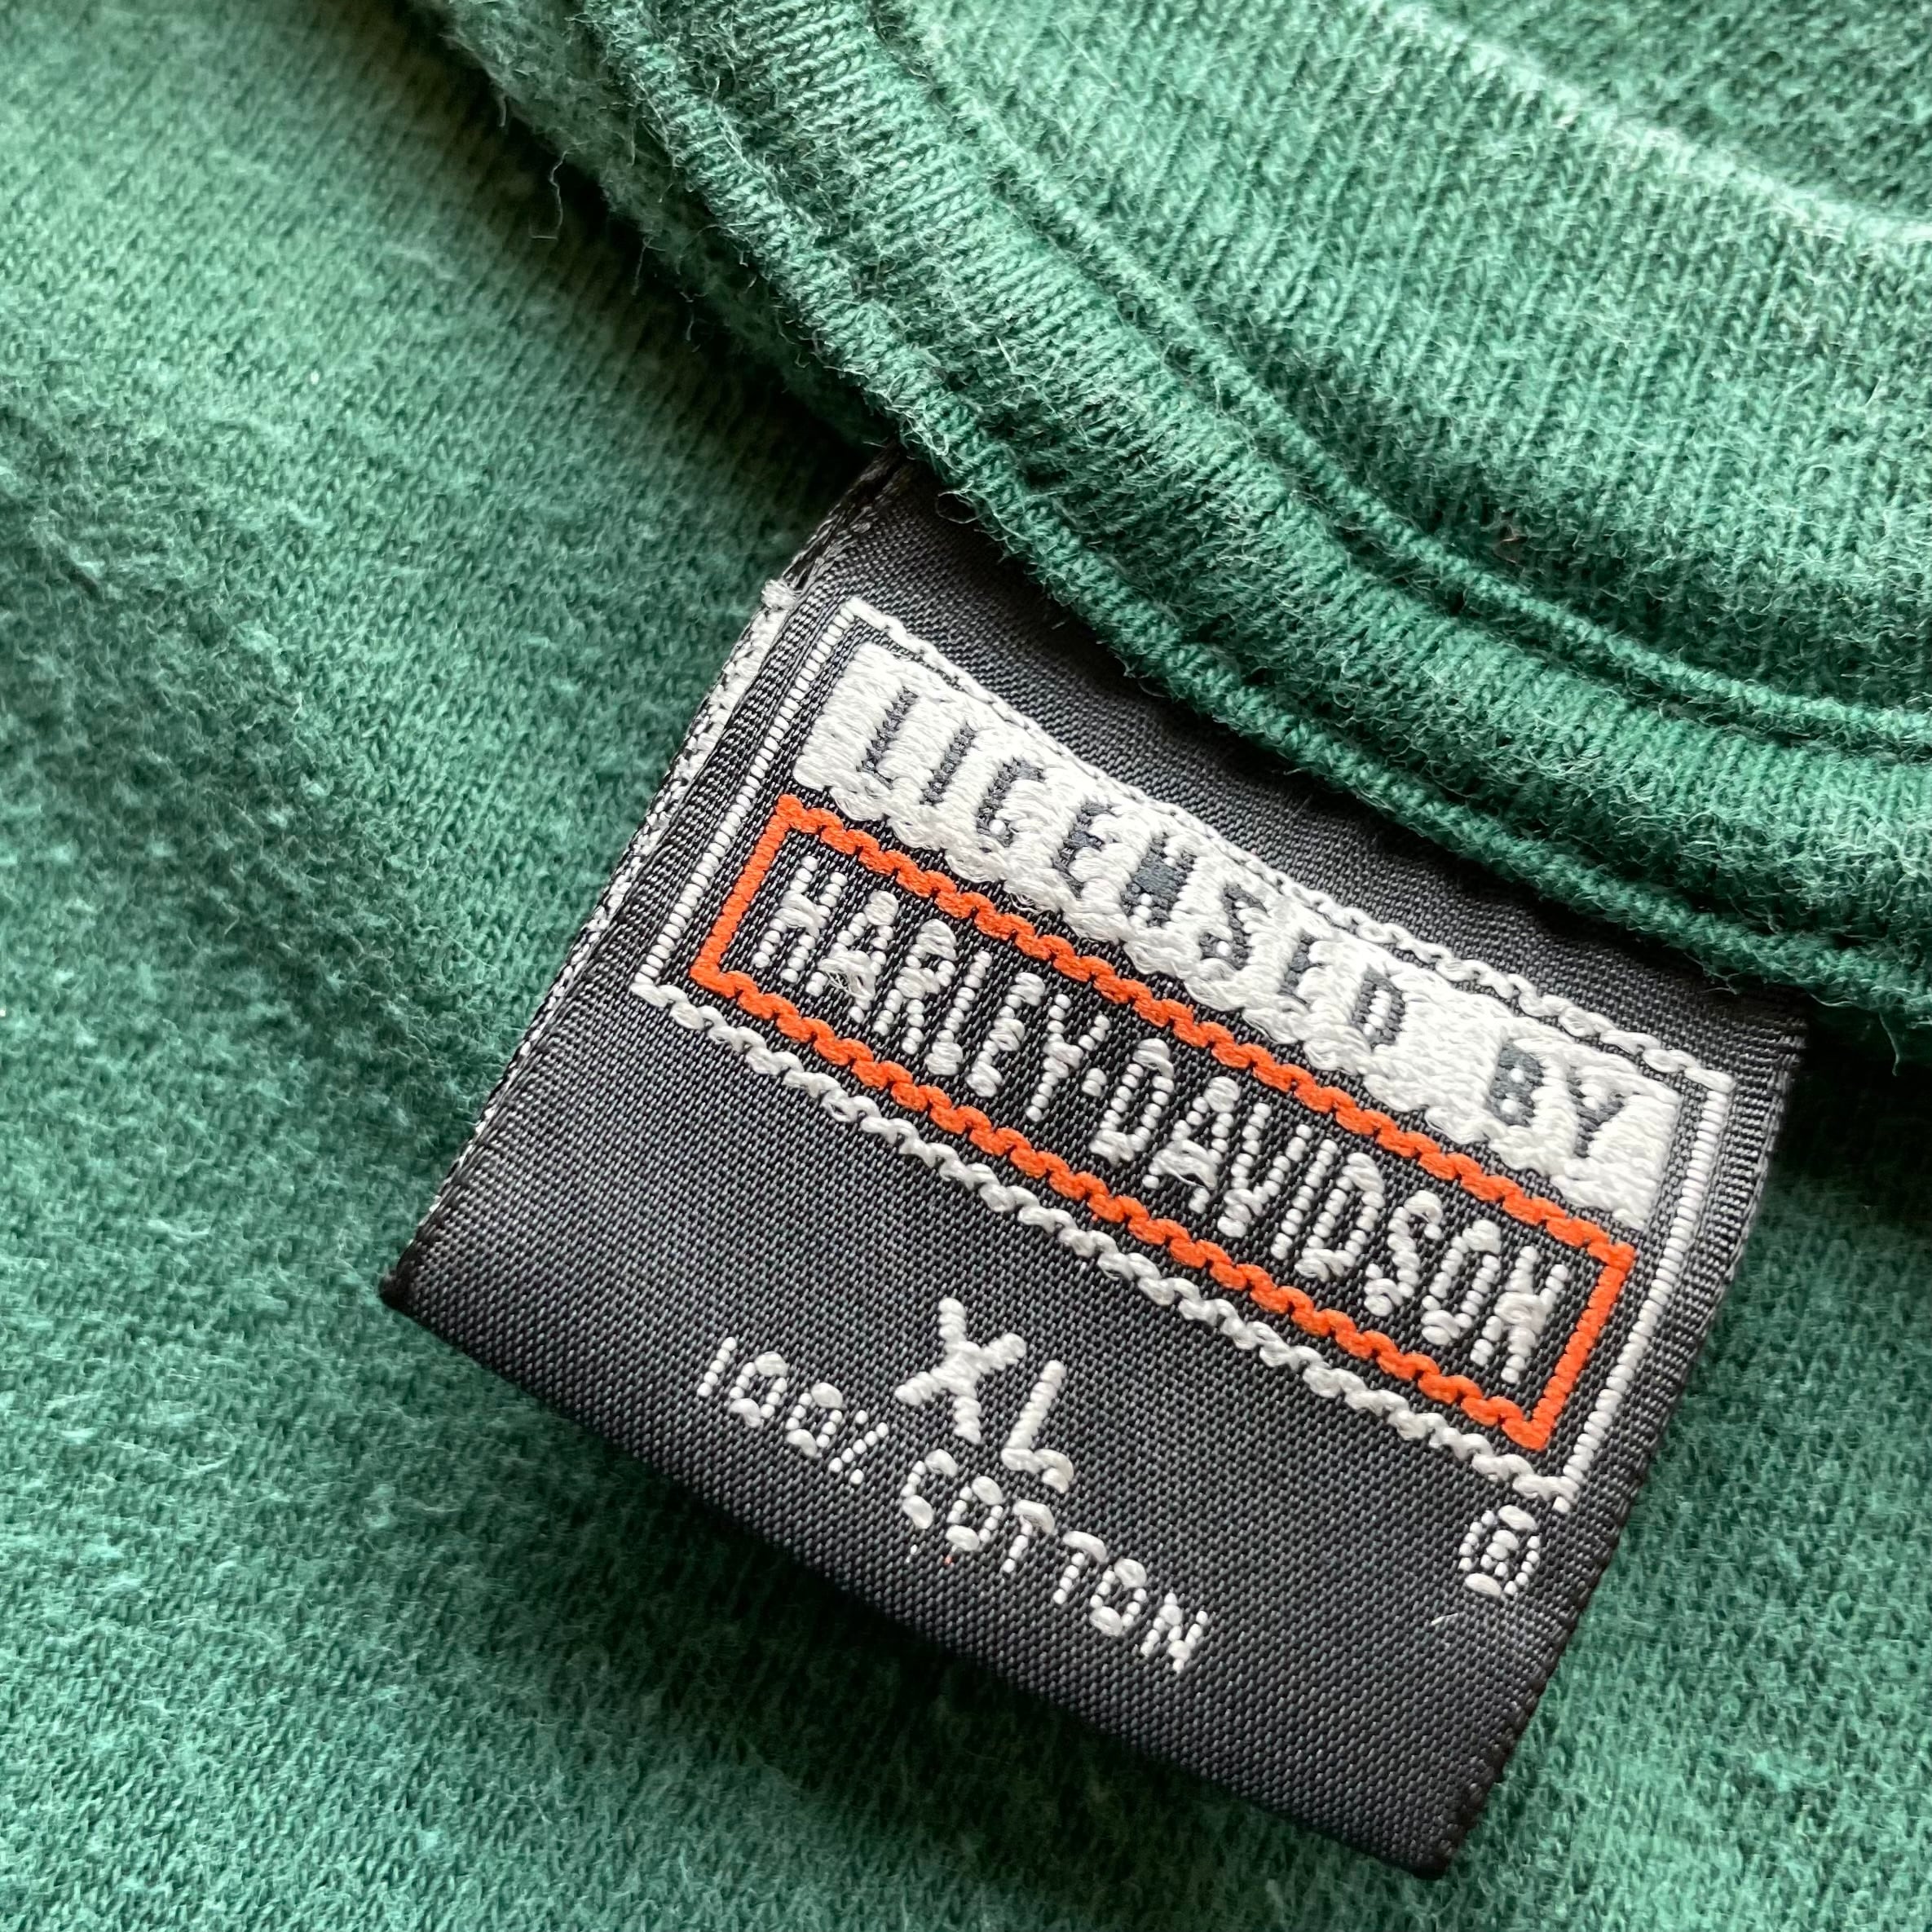 LICENSED BY
HARLEY-DAVIDSON
®
XL
100% COTTON